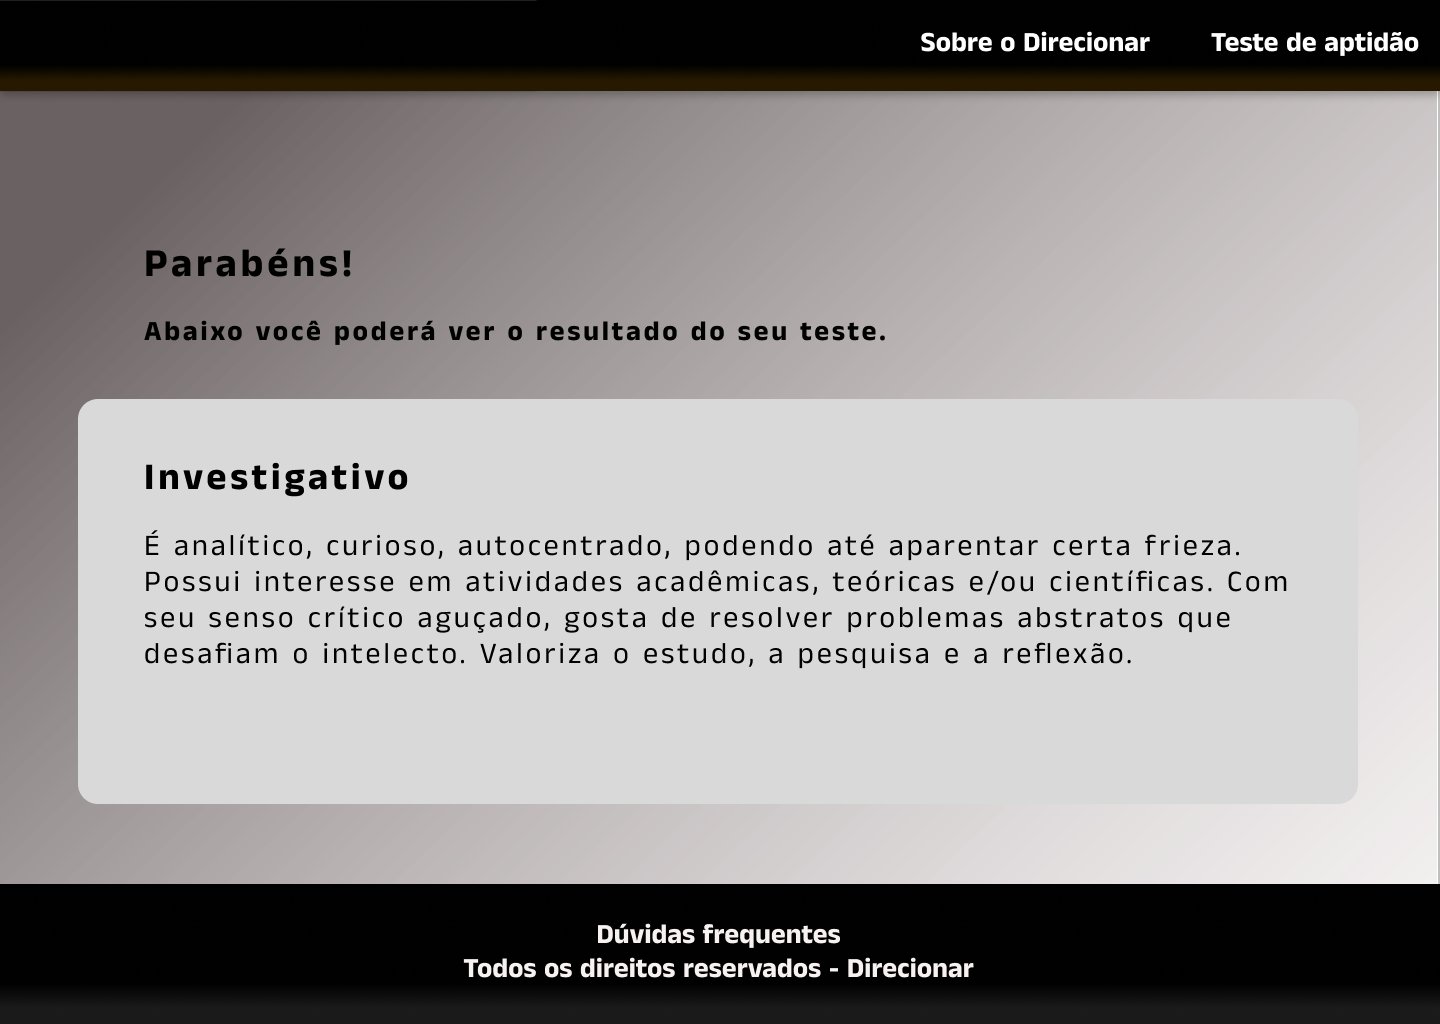 Sobre o Direcionar
Teste de aptidão
Parabéns!
Abaixo você poderá ver o resultado do seu teste.
Investigativo
É analítico, curioso, autocentrado, podendo até aparentar certa frieza.
Possui interesse em atividades acadêmicas, teóricas e/ou científicas. Com
seu senso crítico aguçado, gosta de resolver problemas abstratos que
desafiam o intelecto. Valoriza o estudo, a pesquisa e a reflexão.
Dúvidas frequentes
Todos os direitos reservados - Direcionar